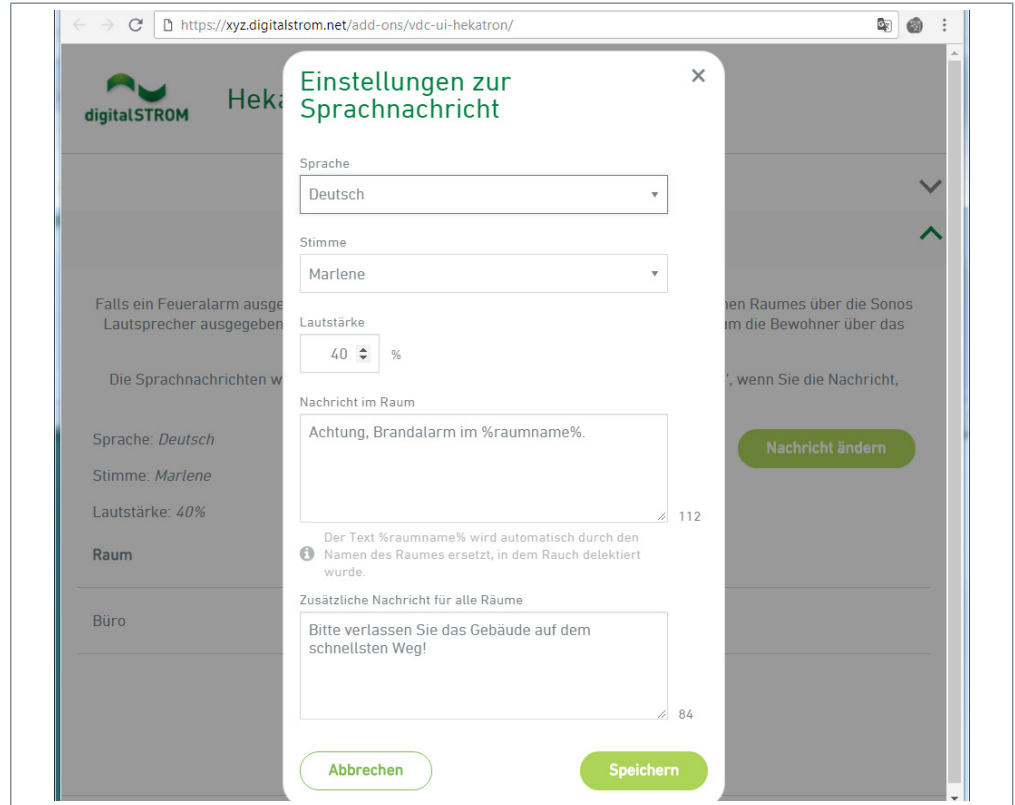 https://xyz.digitalstrom.net/add-ons/vdc-ui-hekatron/
digitalSTROM
Einstellungen zur
Sprachnachricht
Sprache
Deutsch
Stimme
Marlene
Falls ein Feueralarm
Raumes über die Sonos
Lautsprecher ausgegeben
die Bewohner über das
Lautstärke
40 %
Die Sprachnachrichten
, wenn Sie die Nachricht,
Nachricht im Raum
Achtung, Brandalarm im %raumname%.
112
Der Text %raumname% wird automatisch durch den
Namen des Raumes ersetzt, in dem Rauch delektiert
wurde.
Sprache: Deutsch
Nachricht ändern
Stimme: Marlene
Lautstärke: 40%
Raum
Büro
Zusätzliche Nachricht für alle Räume
Bitte verlassen Sie das Gebäude auf dem
schnellsten Weg!
84
Abbrechen
Speichern